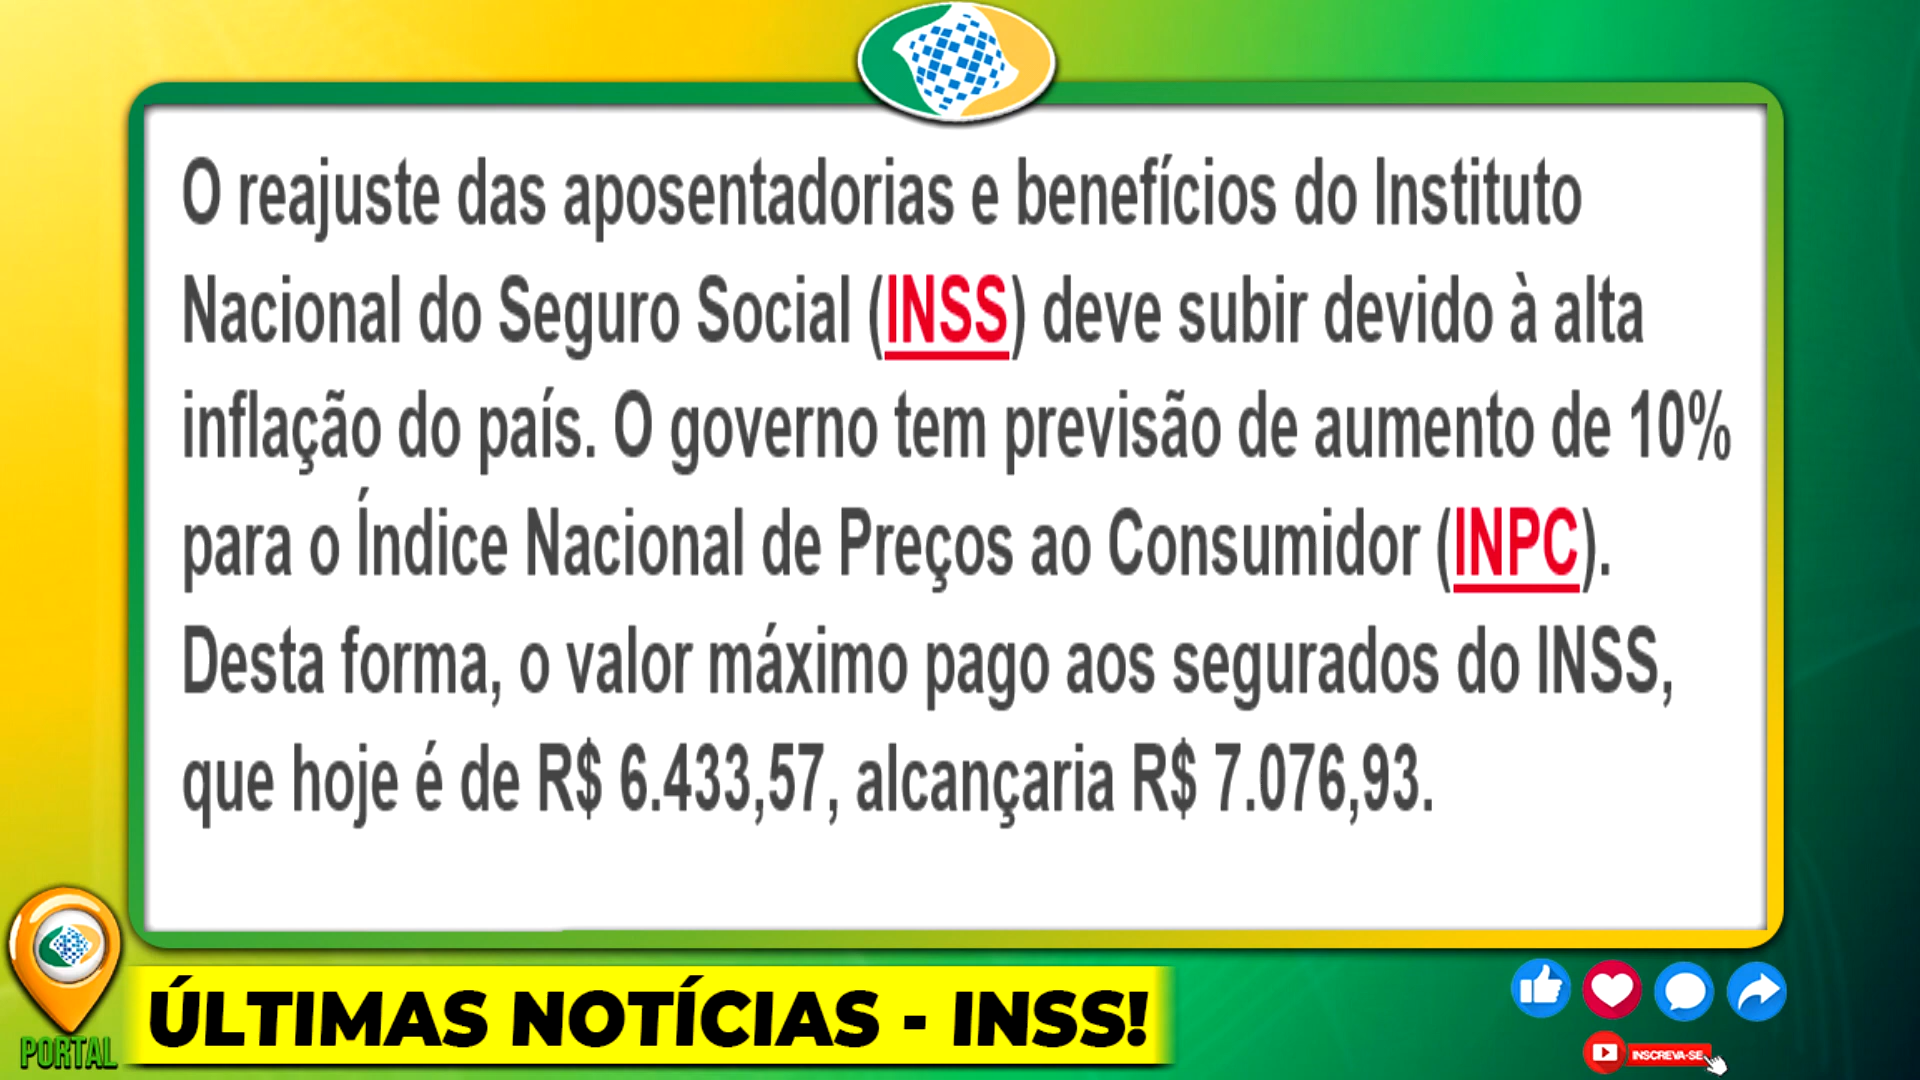 O reajuste das aposentadorias e benefícios do Instituto
Nacional do Seguro Social (INSS) deve subir devido à alta
inflação do país. O governo tem previsão de aumento de 10%
para o Índice Nacional de Preços ao Consumidor (INPC).
Desta forma, o valor máximo pago aos segurados do INSS,
que hoje é de R$ 6.433,57, alcançaria R$ 7.076,93.
ÚLTIMAS NOTÍCIAS - INSS!
PORTAL
INSCREVA-SE